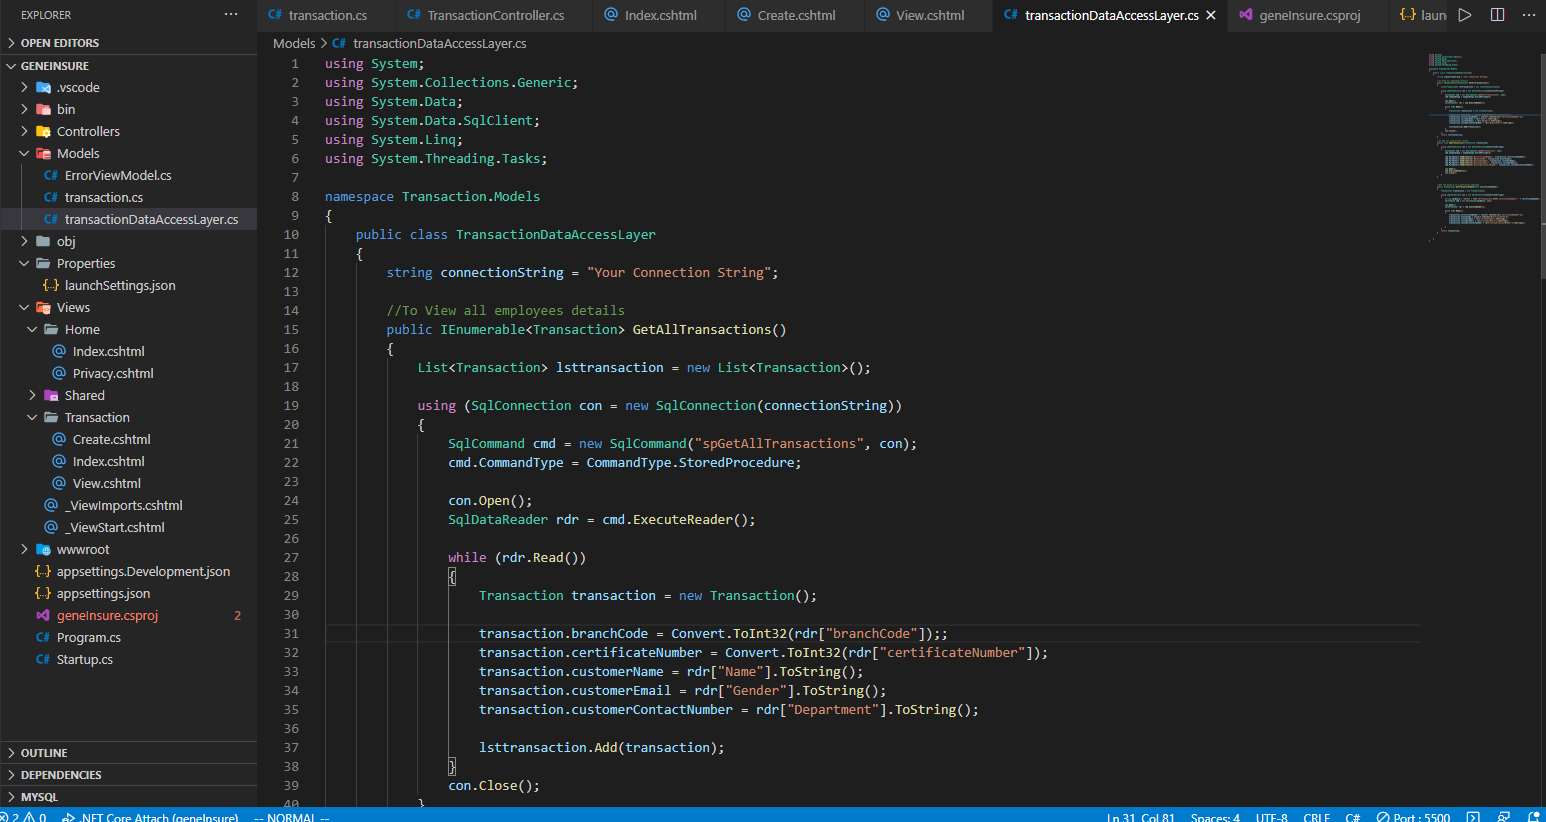 EXPLORER
···
OPEN EDITORS
GENEINSURE
.vscode
bin
Controllers
Models
ErrorViewModel.cs
transaction.cs
transactionDataAccessLayer.cs
obj
Properties
launchSettings.json
Views
Home
Index.cshtml
Privacy.cshtml
Shared
Transaction
Create.cshtml
Index.cshtml
View.cshtml
_ViewImports.cshtml
_ViewStart.cshtml
wwwroot
appsettings.Development.json
appsettings.json
geneInsure.csproj 2
Program.cs
Startup.cs
OUTLINE
DEPENDENCIES
MYSQL
transaction.cs TransactionController.cs Index.cshtml Create.cshtml View.cshtml transactionDataAccessLayer.cs geneInsure.csproj laun
Models > transactionDataAccessLayer.cs
1 using System;
2 using System.Collections.Generic;
3 using System.Data;
4 using System.Data.SqlClient;
5 using System.Linq;
6 using System.Threading.Tasks;
7
8 namespace Transaction.Models
9 {
10 public class TransactionDataAccessLayer
11 {
12 string connectionString = "Your Connection String";
13
14 //To View all employees details
15 public IEnumerable<Transaction> GetAllTransactions()
16 {
17 List<Transaction> lsttransaction = new List<Transaction>();
18
19 using (SqlConnection con = new SqlConnection(connectionString))
20 {
21 SqlCommand cmd = new SqlCommand("spGetAllTransactions", con);
22 cmd.CommandType = CommandType.StoredProcedure;
23
24 con.Open();
25 SqlDataReader rdr = cmd.ExecuteReader();
26
27 while (rdr.Read())
28 {
29 Transaction transaction = new Transaction();
30
31 transaction.branchCode = Convert.ToInt32(rdr["branchCode"]);;
32 transaction.certificateNumber = Convert.ToInt32(rdr["certificateNumber"]);
33 transaction.customerName = rdr["Name"].ToString();
34 transaction.customerEmail = rdr["Gender"].ToString();
35 transaction.customerContactNumber = rdr["Department"].ToString();
36
37 lsttransaction.Add(transaction);
38 }
39 con.Close();
40 }
2 0 .NET Core Attach (geneInsure) -- NORMAL -- Ln 31, Col 81 Spaces: 4 UTF-8 CRLF C# Port : 5500